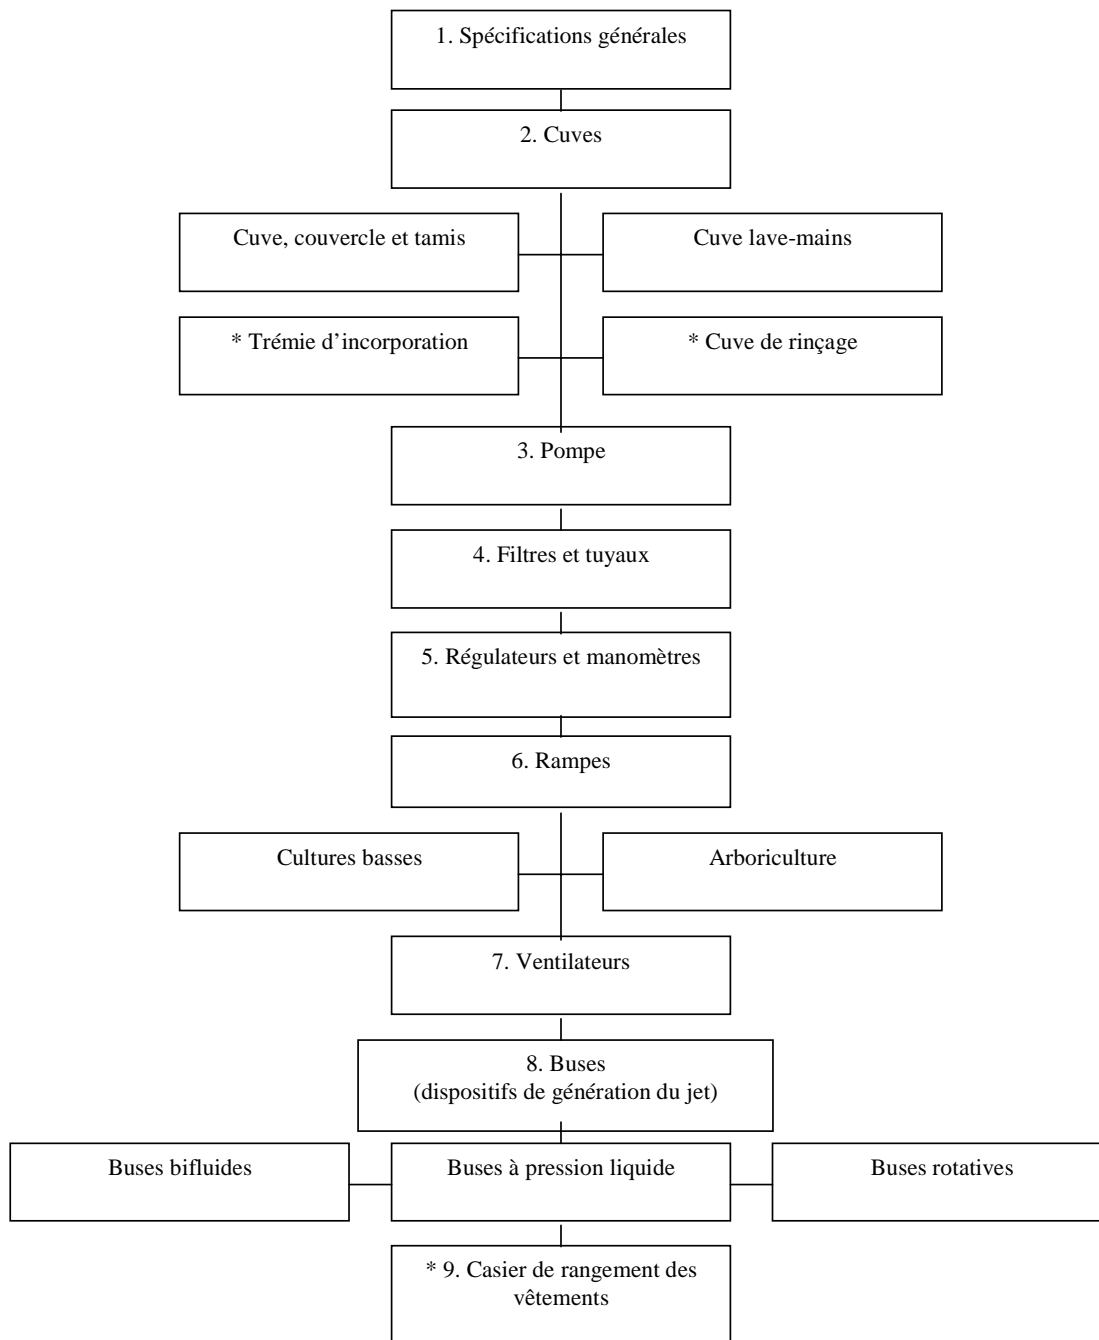 1. Spécifications générales
2. Cuves
Cuve, couvercle et tamis
Cuve lave-mains
* Trémie d’incorporation
* Cuve de rinçage
3. Pompe
4. Filtres et tuyaux
5. Régulateurs et manomètres
6. Rampes
Cultures basses
Arboriculture
7. Ventilateurs
8. Buses
(dispositifs de génération du jet)
Buses bifluides
Buses à pression liquide
Buses rotatives
* 9. Casier de rangement des
vêtements